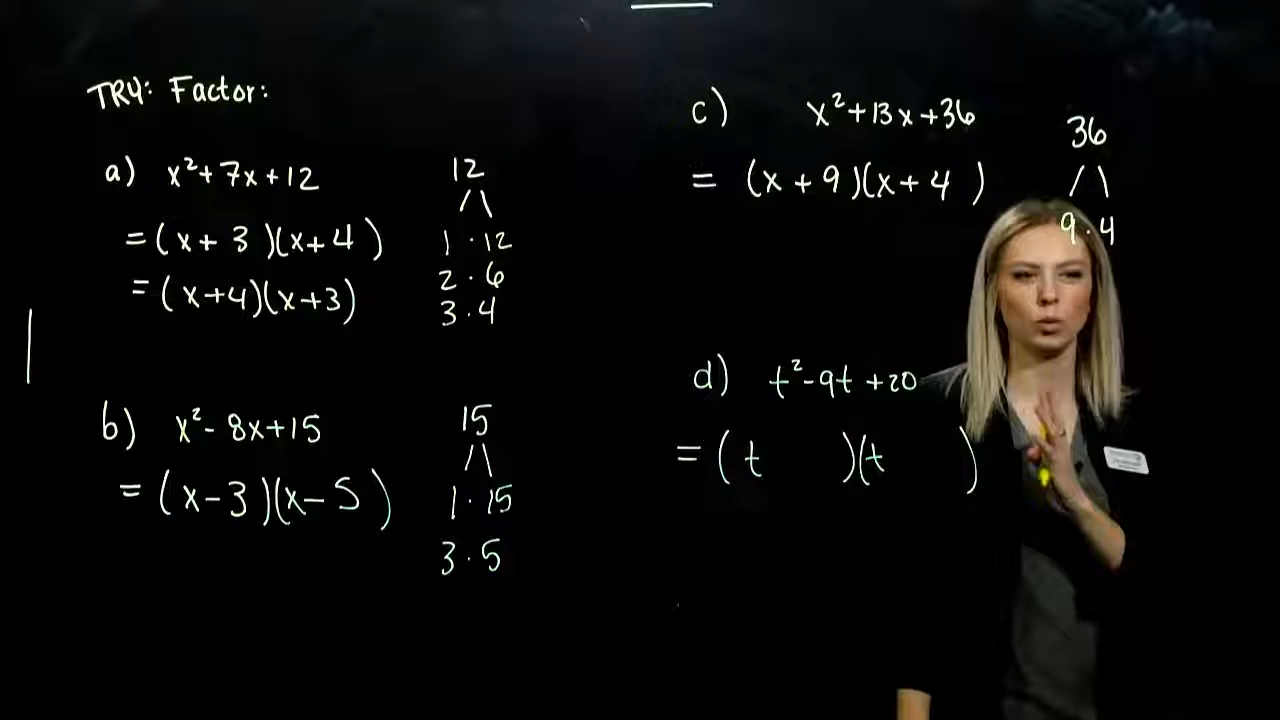 TRY: Factor:
a) x²+7x+12
=(x+3)(x+4)
=(x+4)(x+3)
12
/\
1·12
2·6
3·4
b) x²-8x+15
=(x-3)(x-5)
15
/\
1·15
3·5
c) x²+13x+36
=(x+9)(x+4)
36
/\
9·4
d) t²-9t+20
=(t )(t )